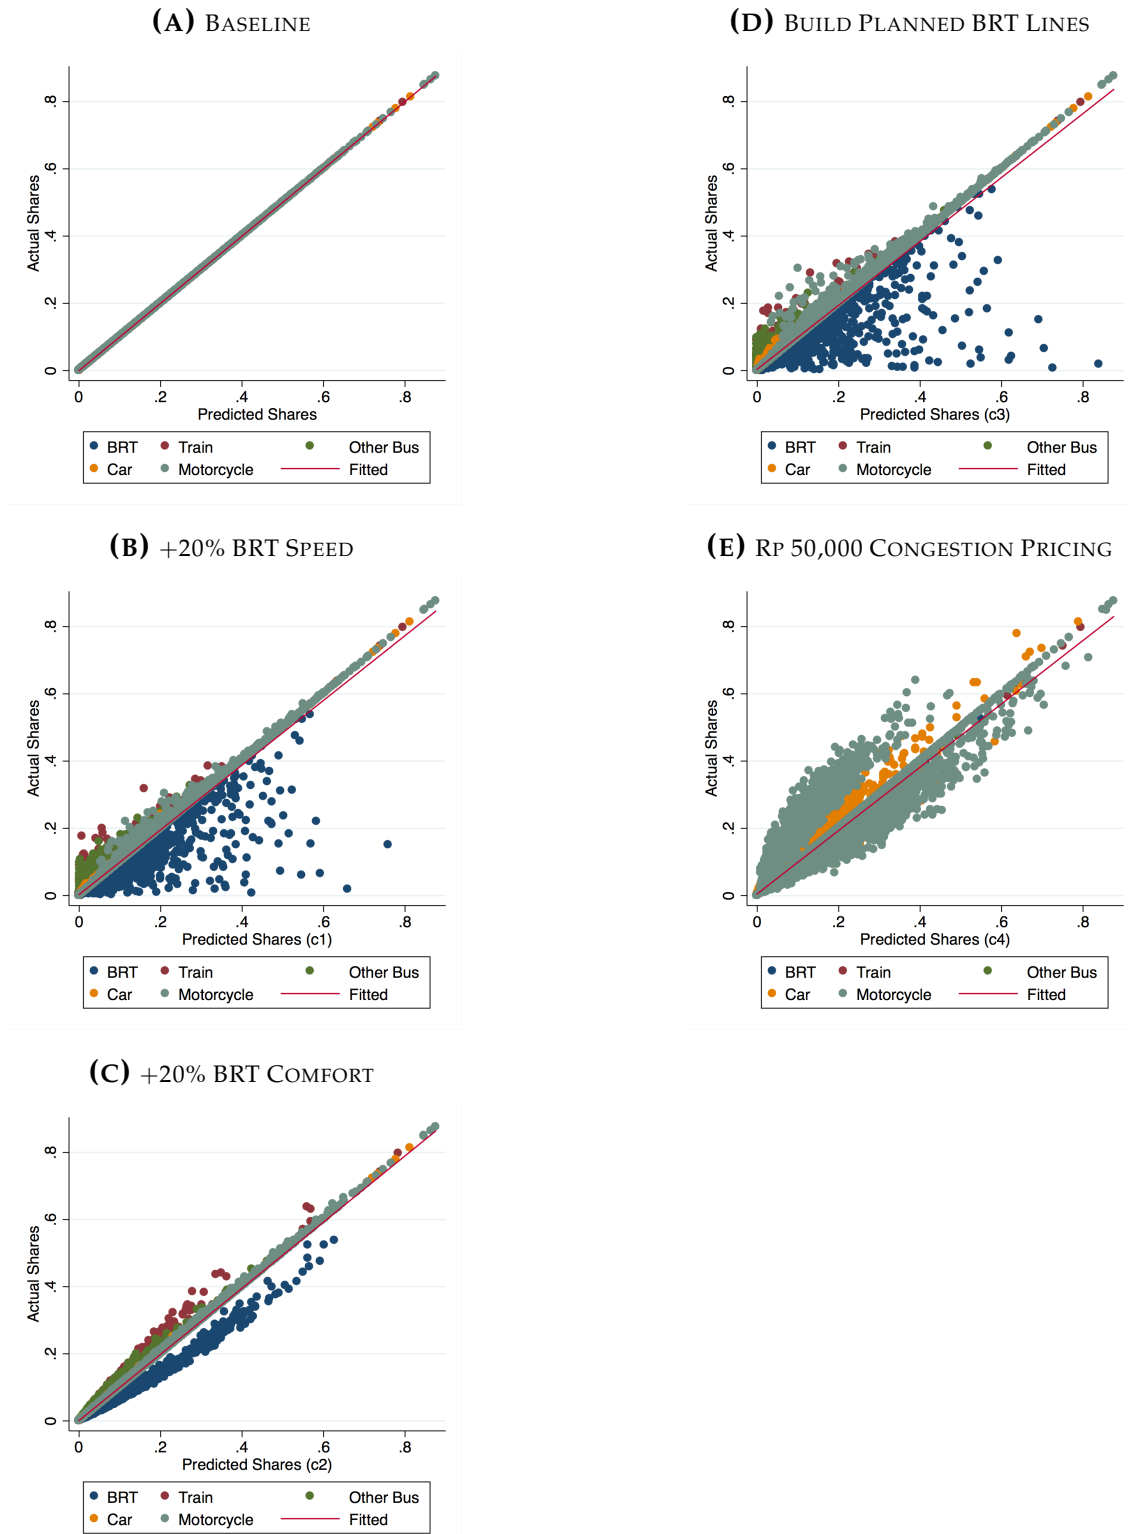 (A) BASELINE
.8
.6
.4
.2
0
Actual Shares
0 .2 .4 .6 .8
Predicted Shares
BRT Train Other Bus
Car Motorcycle Fitted
(D) BUILD PLANNED BRT LINES
.8
.6
.4
.2
0
Actual Shares
0 .2 .4 .6 .8
Predicted Shares (c3)
BRT Train Other Bus
Car Motorcycle Fitted
(B) +20% BRT SPEED
.8
.6
.4
.2
0
Actual Shares
0 .2 .4 .6 .8
Predicted Shares (c1)
BRT Train Other Bus
Car Motorcycle Fitted
(E) RP 50,000 CONGESTION PRICING
.8
.6
.4
.2
0
Actual Shares
0 .2 .4 .6 .8
Predicted Shares (c4)
BRT Train Other Bus
Car Motorcycle Fitted
(C) +20% BRT COMFORT
.8
.6
.4
.2
0
Actual Shares
0 .2 .4 .6 .8
Predicted Shares (c2)
BRT Train Other Bus
Car Motorcycle Fitted